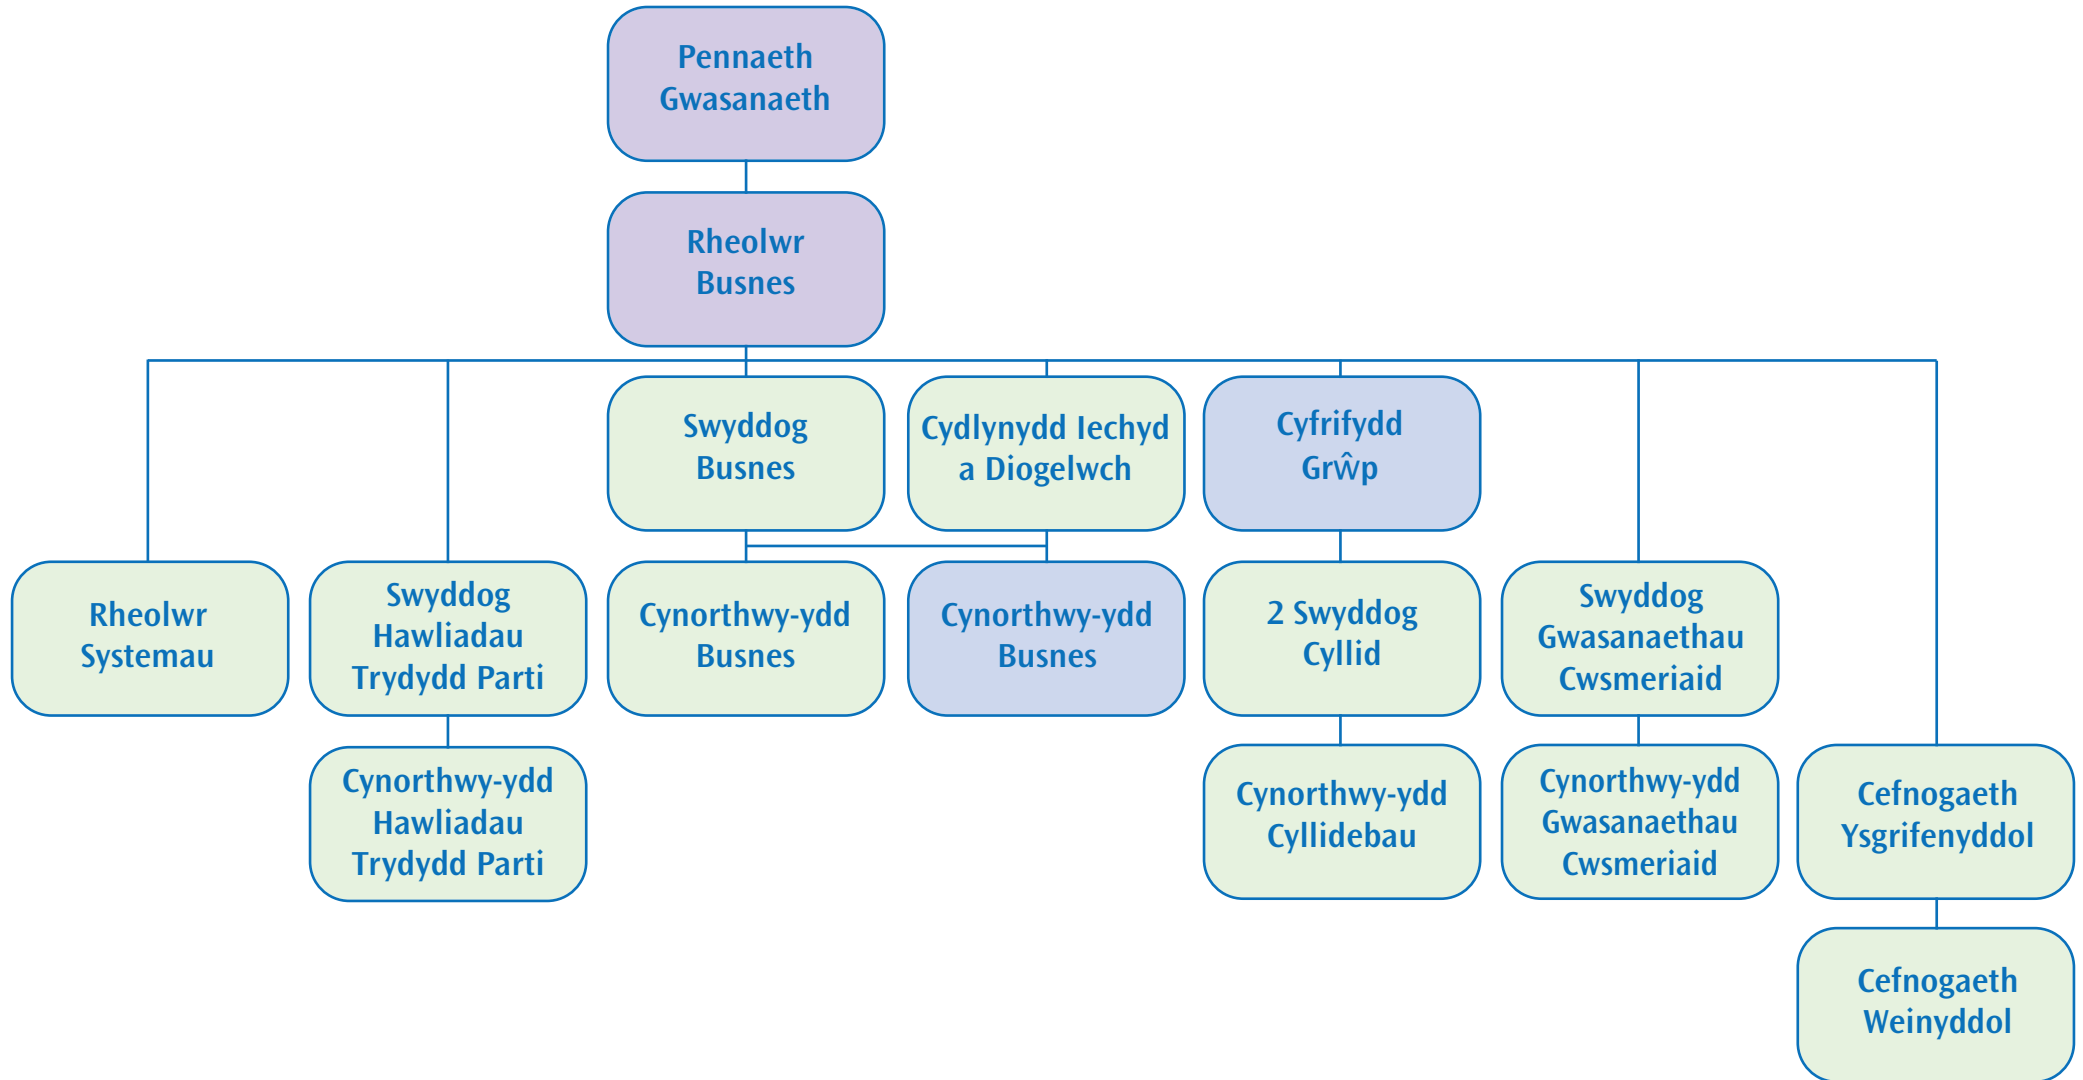 Pennaeth
Gwasanaeth
Rheolwr
Busnes
Swyddog
Busnes
Cydlynydd Iechyd
a Diogelwch
Cyfrifydd
Grŵp
Rheolwr
Systemau
Swyddog
Hawliadau
Trydydd Parti
Cynorthwy-ydd
Busnes
Cynorthwy-ydd
Busnes
2 Swyddog
Cyllid
Swyddog
Gwasanaethau
Cwsmeriaid
Cynorthwy-ydd
Hawliadau
Trydydd Parti
Cynorthwy-ydd
Cyllidebau
Cynorthwy-ydd
Gwasanaethau
Cwsmeriaid
Cefnogaeth
Ysgrifenyddol
Cefnogaeth
Weinyddol